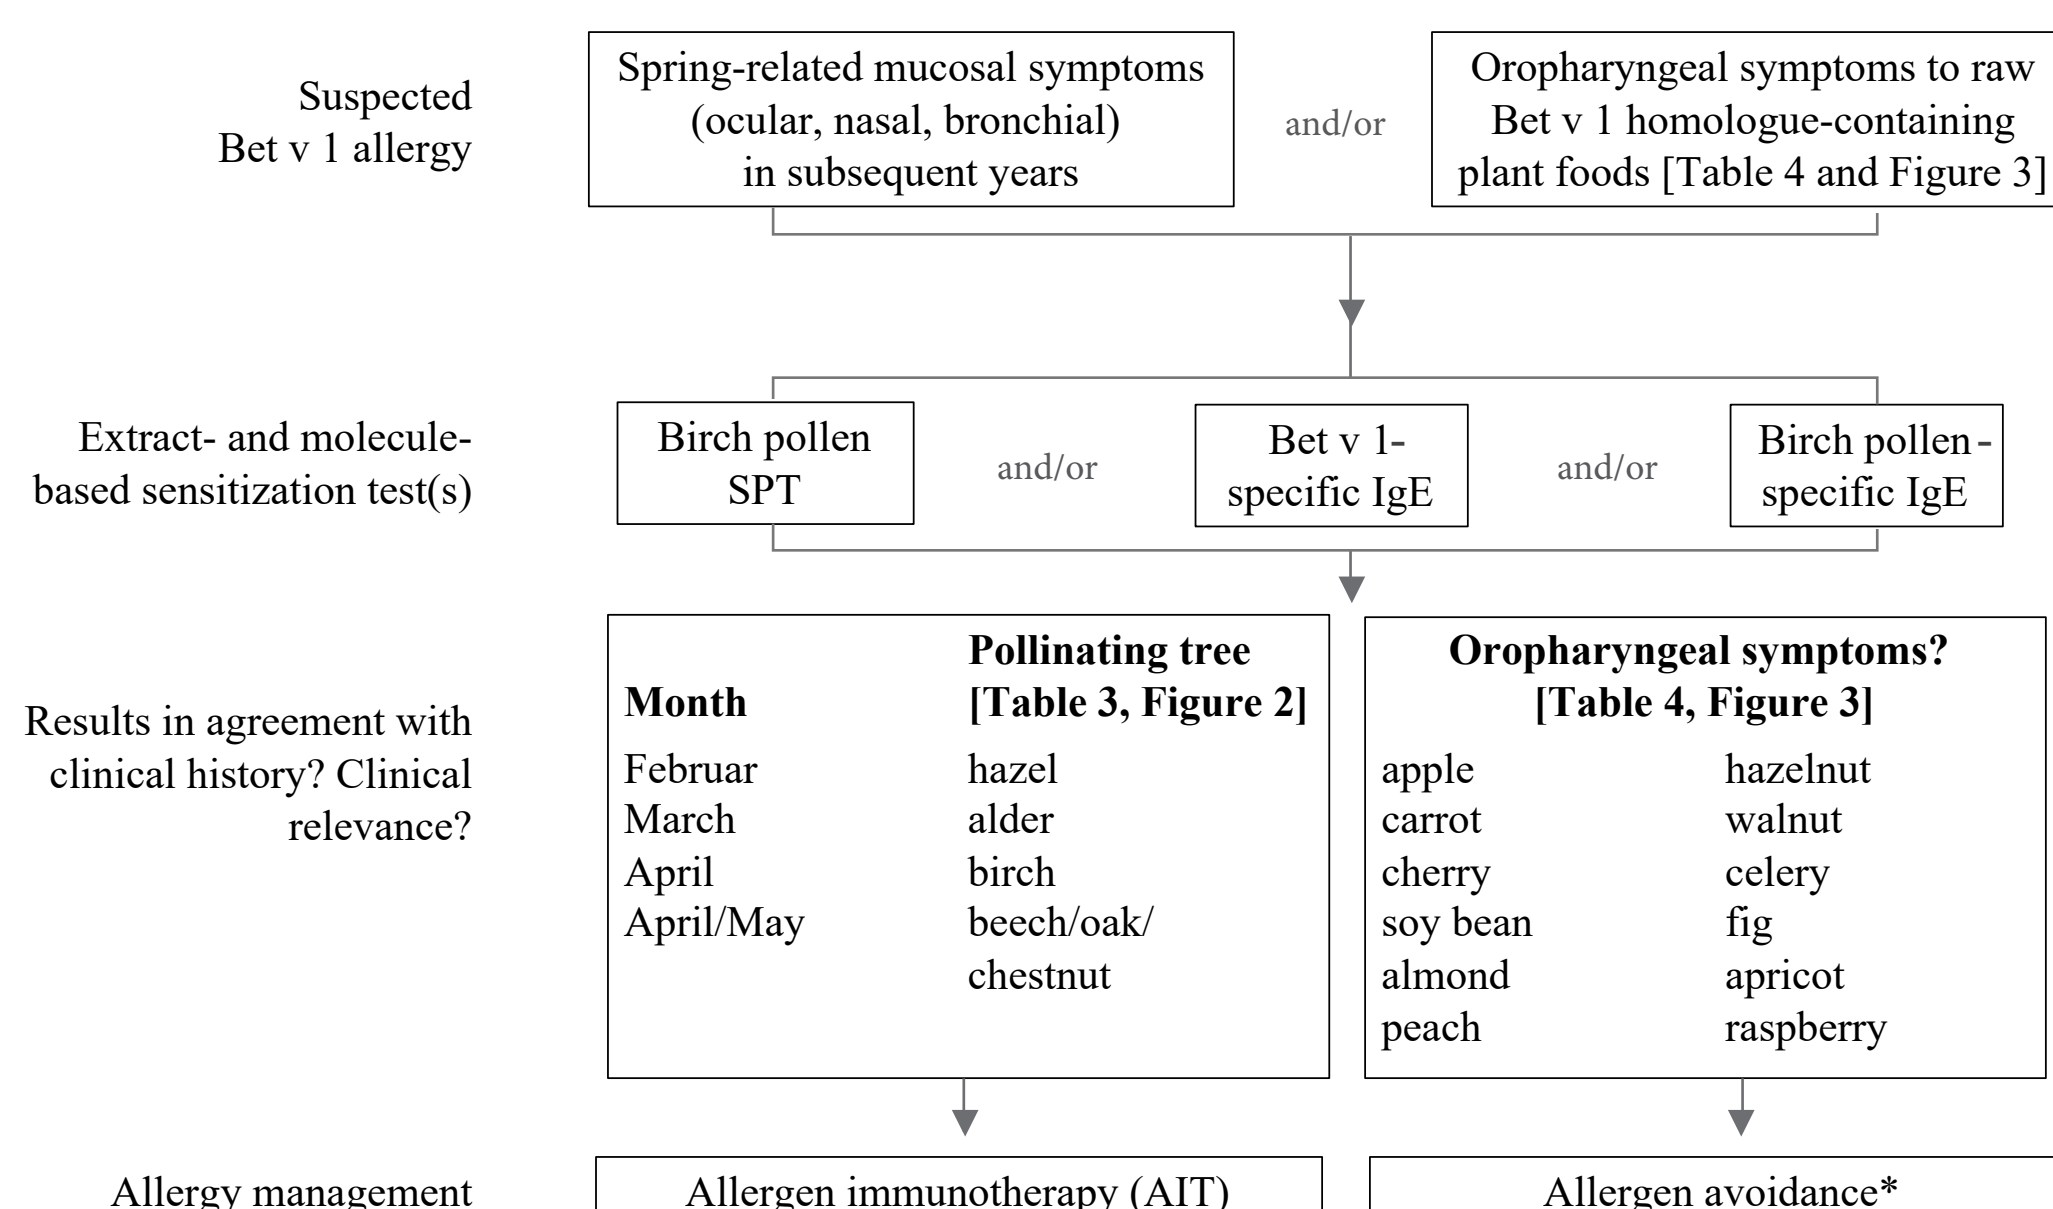 Suspected
Bet v 1 allergy
Spring-related mucosal symptoms
(ocular, nasal, bronchial)
in subsequent years
and/or
Oropharyngeal symptoms to raw
Bet v 1 homologue-containing
plant foods [Table 4 and Figure 3]
Extract- and molecule-
based sensitization test(s)
Birch pollen
SPT
and/or
Bet v 1-
specific IgE
and/or
Birch pollen-
specific IgE
Results in agreement with
clinical history? Clinical
relevance?
Pollinating tree
Month [Table 3, Figure 2]
Februar hazel
March alder
April birch
April/May beech/oak/
chestnut
Oropharyngeal symptoms?
[Table 4, Figure 3]
apple hazelnut
carrot walnut
cherry celery
soy bean fig
almond apricot
peach raspberry
Allergy management
Allergen immunotherapy (AIT)
Allergen avoidance*